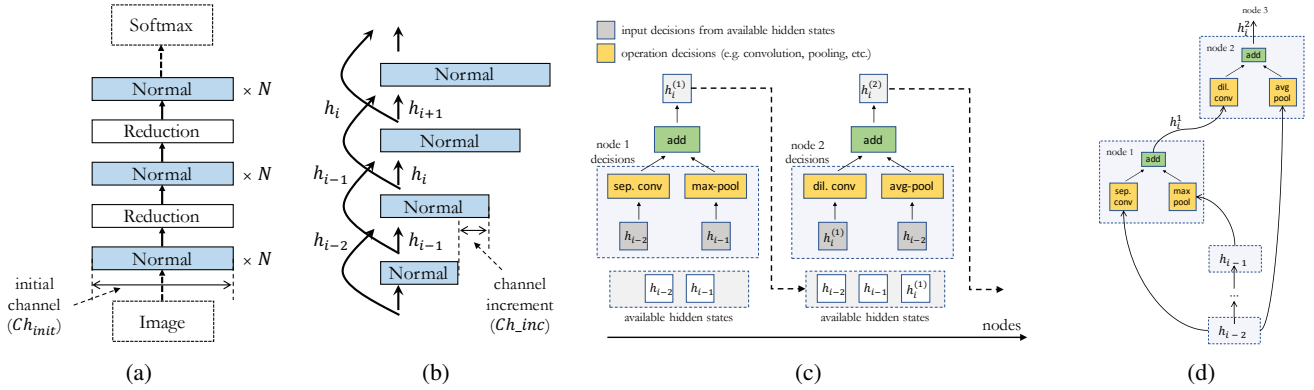 Softmax
Normal
× N
Reduction
Normal
× N
Reduction
Normal
× N
initial
channel
(Ch_{init})
Image
(a)
Normal
h_i
h_{i+1}
Normal
h_{i−1}
h_i
Normal
h_{i−2}
h_{i−1}
Normal
channel
increment
(Ch_inc)
(b)
input decisions from available hidden states
operation decisions (e.g. convolution, pooling, etc.)
h_i^{(1)}
add
node 1
decisions
sep. conv
max-pool
h_{i−2}
h_{i−1}
h_{i−2}
h_{i−1}
available hidden states
h_i^{(2)}
add
node 2
decisions
dil. conv
avg-pool
h_i^{(1)}
h_{i−2}
h_{i−2}
h_{i−1}
h_i^{(1)}
available hidden states
nodes
(c)
node 3
h_i^2
node 2
add
dil.
conv
avg
pool
h_i^1
node 1
add
sep.
conv
max
pool
h_{i−1}
...
h_{i−2}
(d)